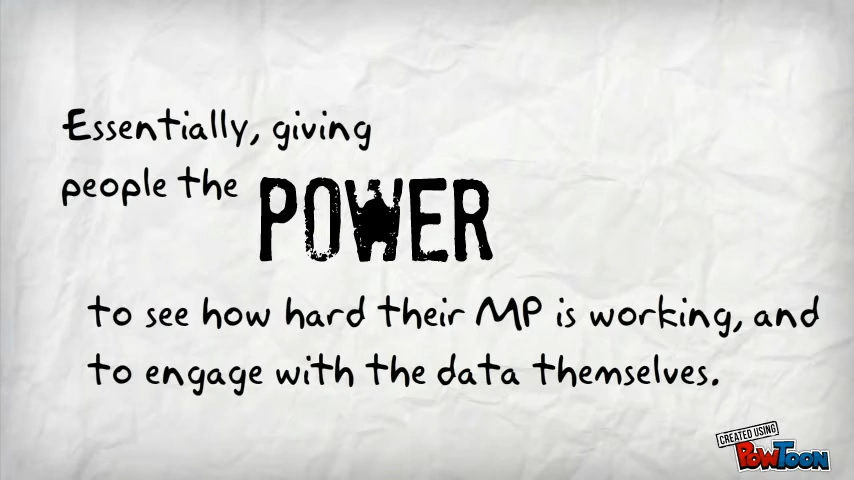 Essentially, giving
people the POWER
to see how hard their MP is working, and
to engage with the data themselves.
CREATED USING
POWTOON